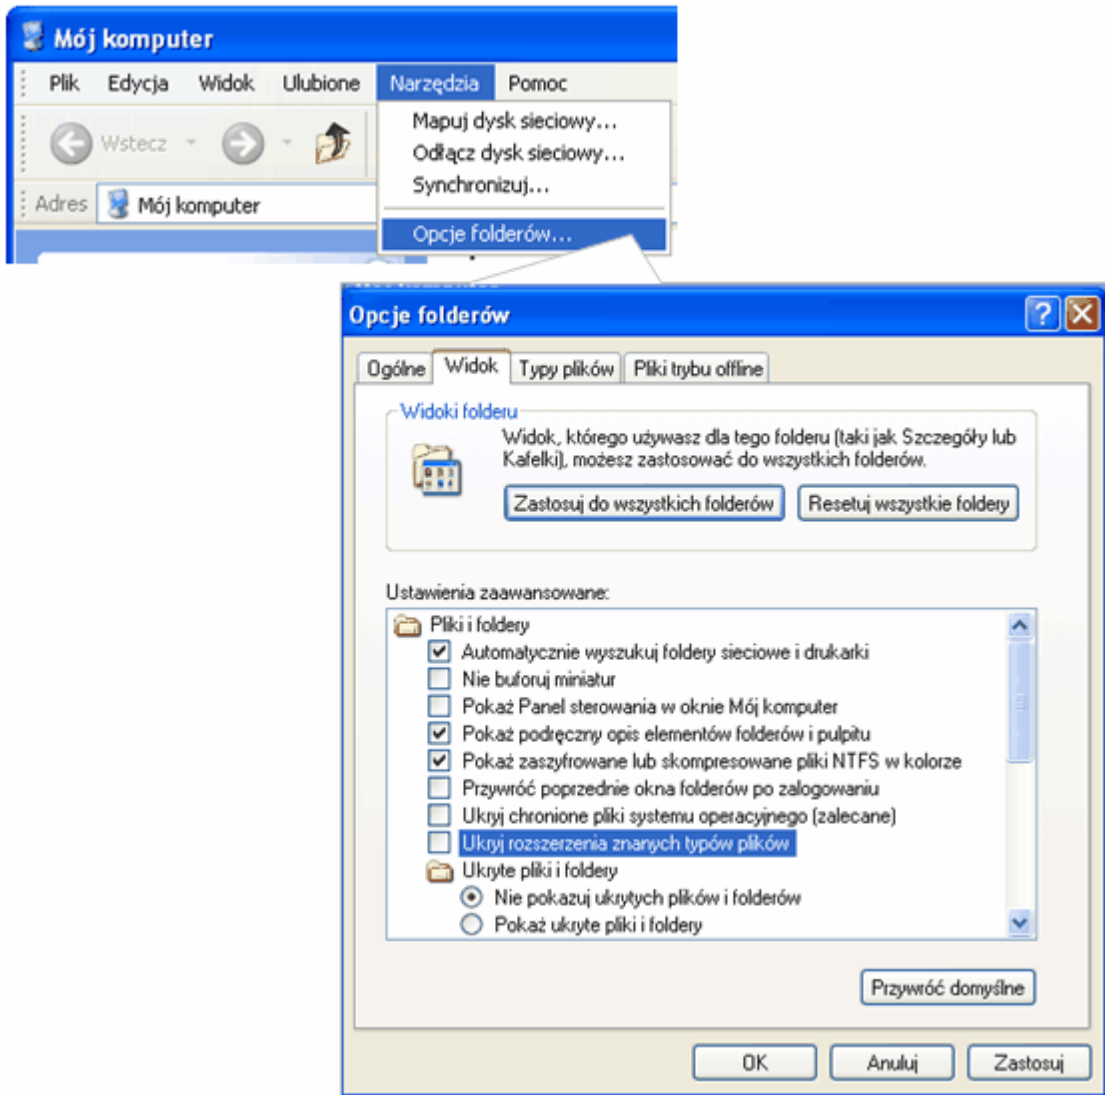 Mój komputer
Plik Edycja Widok Ulubione Narzędzia Pomoc
Wstecz
Mapuj dysk sieciowy...
Odłącz dysk sieciowy...
Synchronizuj...
Adres Mój komputer
Opcje folderów...
Opcje folderów
Ogólne Widok Typy plików Pliki trybu offline
Widoki folderu
Widok, którego używasz dla tego folderu (taki jak Szczegóły lub
Kafelki), możesz zastosować do wszystkich folderów.
Zastosuj do wszystkich folderów Resetuj wszystkie foldery
Ustawienia zaawansowane:
Pliki i foldery
Automatycznie wyszukuj foldery sieciowe i drukarki
Nie buforuj miniatur
Pokaż Panel sterowania w oknie Mój komputer
Pokaż podręczny opis elementów folderów i pulpitu
Pokaż zaszyfrowane lub skompresowane pliki NTFS w kolorze
Przywróć poprzednie okna folderów po zalogowaniu
Ukryj chronione pliki systemu operacyjnego (zalecane)
Ukryj rozszerzenia znanych typów plików
Ukryte pliki i foldery
Nie pokazuj ukrytych plików i folderów
Pokaż ukryte pliki i foldery
Przywróć domyślne
OK Anuluj Zastosuj